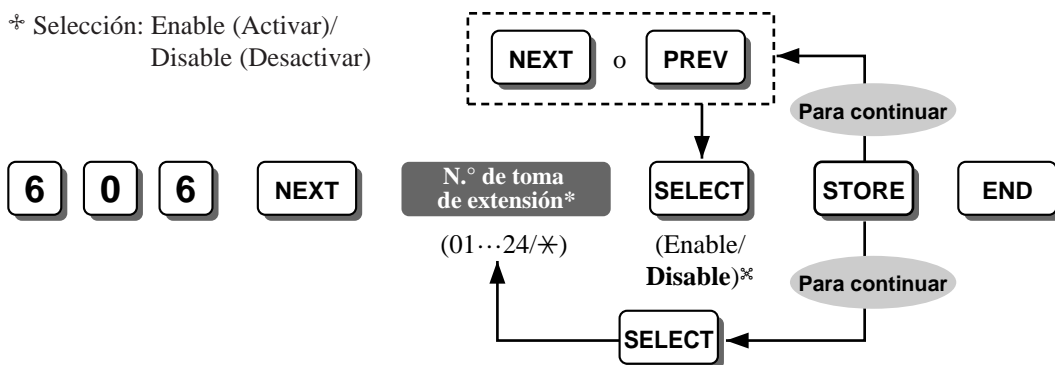 ✣ Selección: Enable (Activar)/
Disable (Desactivar)
NEXT o PREV
Para continuar
6 0 6 NEXT N.° de toma de extensión* SELECT STORE END
(01···24/✳)
(Enable/
Disable)✣
Para continuar
SELECT